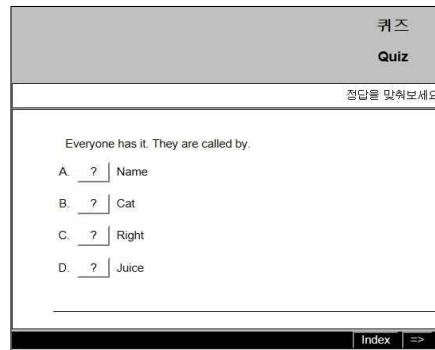 퀴즈
Quiz
정답을 맞춰보세요
Everyone has it. They are called by.
A. ? Name
B. ? Cat
C. ? Right
D. ? Juice
Index =>